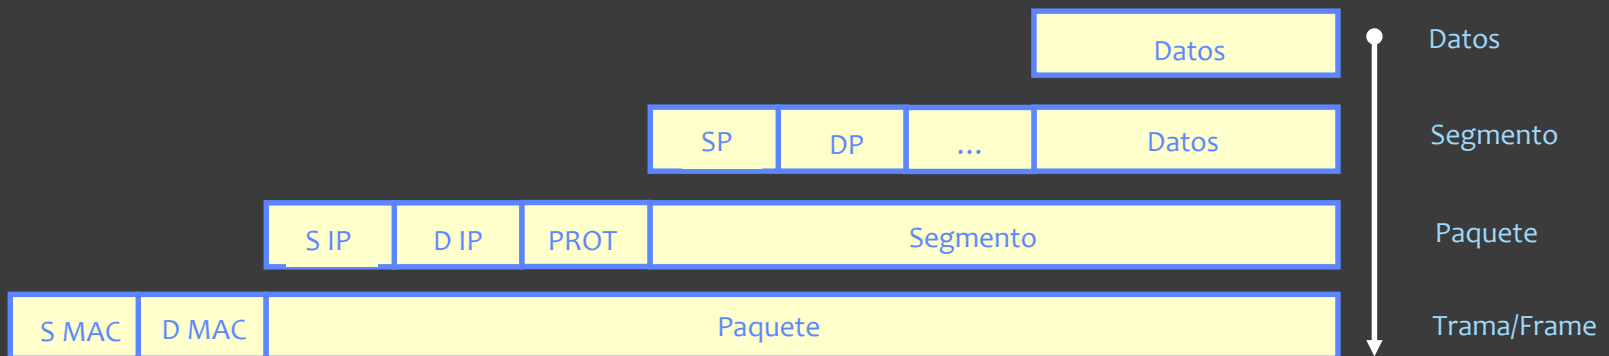 Datos Datos
SP DP ... Datos Segmento
S IP D IP PROT Segmento Paquete
S MAC D MAC Paquete Trama/Frame